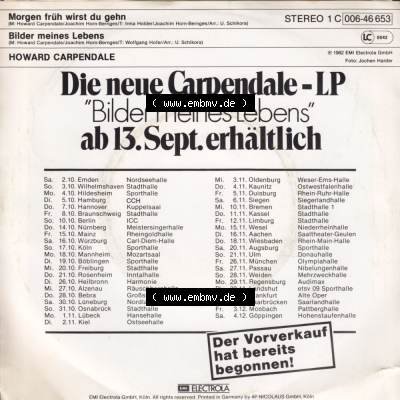 Morgen früh wirst du gehn
(M: Howard Carpendale/Joachim Horn-Bernges/T: Irma Holder/Joachim Horn-Bernges/Arr.: U. Schikora)
STEREO 1 C 006-46 653
Bilder meines Lebens
(M: Howard Carpendale/Joachim Horn-Bernges/T: Wolfgang Hofer/Arr.: U. Schikora)
LC 0542
HOWARD CARPENDALE
℗ 1982 EMI Electrola GmbH
Foto: Jochen Harder
Die neue Carpendale-LP
"Bilder meines Lebens"
ab 13. Sept. erhältlich
( www.embmv.de )
( www.embmv.de )
Sa. 2.10. Emden Nordseehalle
So. 3.10. Wilhelmshaven Stadthalle
Mo. 4.10. Hildesheim Sporthalle
Di. 5.10. Hamburg CCH
Do. 7.10. Hannover Kuppelsaal
Fr. 8.10. Braunschweig Stadthalle
So. 10.10. Berlin ICC
Do. 14.10. Nürnberg Meistersingerhalle
Fr. 15.10. Mainz Rheingoldhalle
Sa. 16.10. Würzburg Carl-Diem-Halle
So. 17.10. Köln Sporthalle
Mo. 18.10. Mannheim Mozartsaal
Di. 19.10. Böblingen Sporthalle
Mi. 20.10. Freiburg Stadthalle
Do. 21.10. Rosenheim Inntalhalle
Di. 26.10. Heilbronn Harmonie
Mi. 27.10. Alzenau
Do. 28.10. Bebra
Sa. 30.10. Lüneburg
So. 31.10. Osnabrück Stadthalle
Mo. 1.11. Lübeck Hansehalle
Di. 2.11. Kiel Ostseehalle
Mi. 3.11. Oldenburg Weser-Ems-Halle
Do. 4.11. Kaunitz Ostwestfalenhalle
Fr. 5.11. Duisburg Rhein-Ruhr-Halle
Sa. 6.11. Siegen Siegerlandhalle
Mi. 10.11. Bremen Stadthalle 1
Do. 11.11. Kassel Stadthalle
Fr. 12.11. Limburg Stadthalle
Mo. 15.11. Wesel Niederrheinhalle
Di. 16.11. Aachen Saaltheater-Geulen
Do. 18.11. Wiesbaden Rhein-Main-Halle
Sa. 20.11. Augsburg Sporthalle
So. 21.11. Ulm Donauhalle
Fr. 26.11. München Olympiahalle
Sa. 27.11. Passau Nibelungenhalle
So. 28.11. Weiden Mehrzweckhalle
Mo. 29.11. Regensburg Audimax
otsv 09 Sporthalle
Alte Oper
Saarlandhalle
Fr. 3.12. Mosbach Pattberghalle
Sa. 4.12. Göppingen Hohenstaufenhalle
( www.embmv.de )
Der Vorverkauf
hat bereits
begonnen!
EMI ELECTROLA
EMI Electrola GmbH, Köln. All rights reserved. Printed in Germany by 4P NICOLAUS GmbH, Köln.